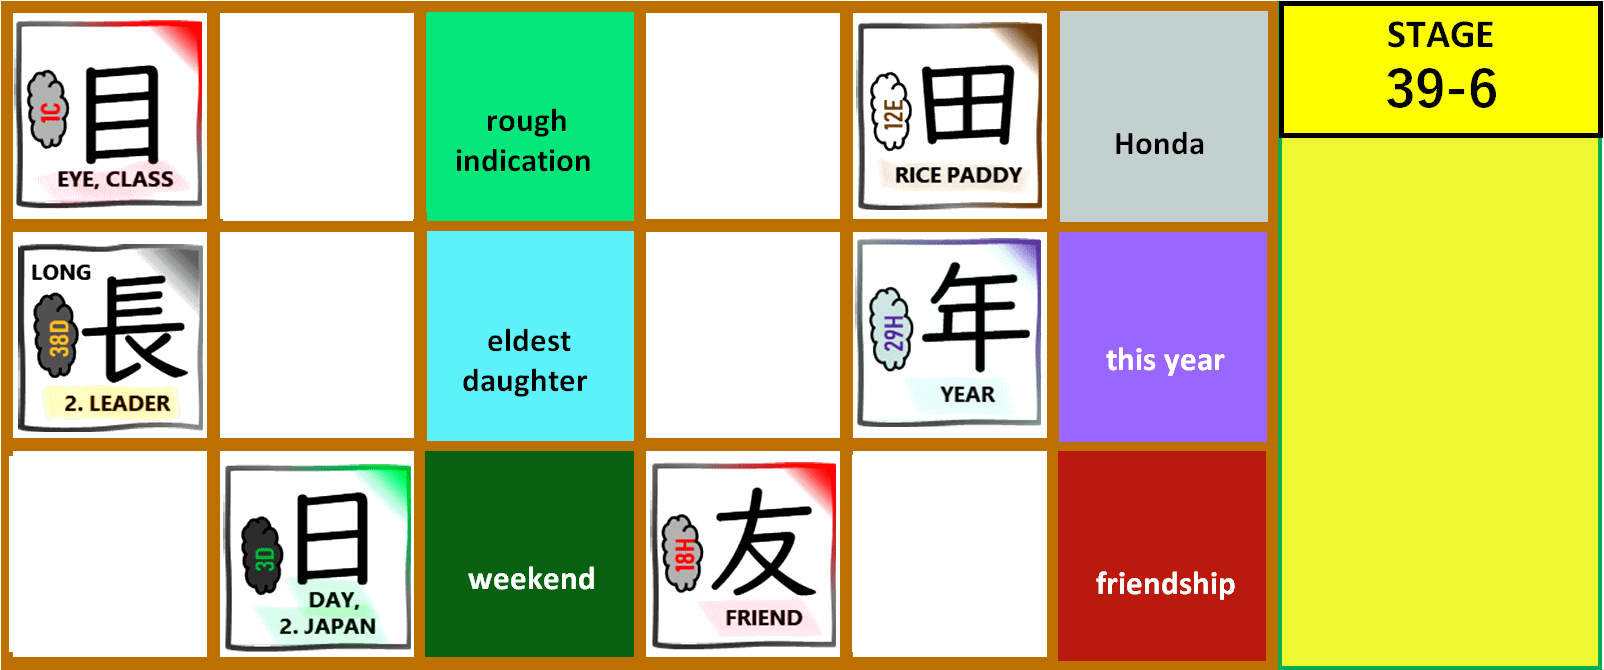 1C
目
EYE, CLASS
rough
indication
12E
田
RICE PADDY
Honda
STAGE
39-6
LONG
38D
長
2. LEADER
eldest
daughter
29H
年
YEAR
this year
3D
日
DAY,
2. JAPAN
weekend
18H
友
FRIEND
friendship